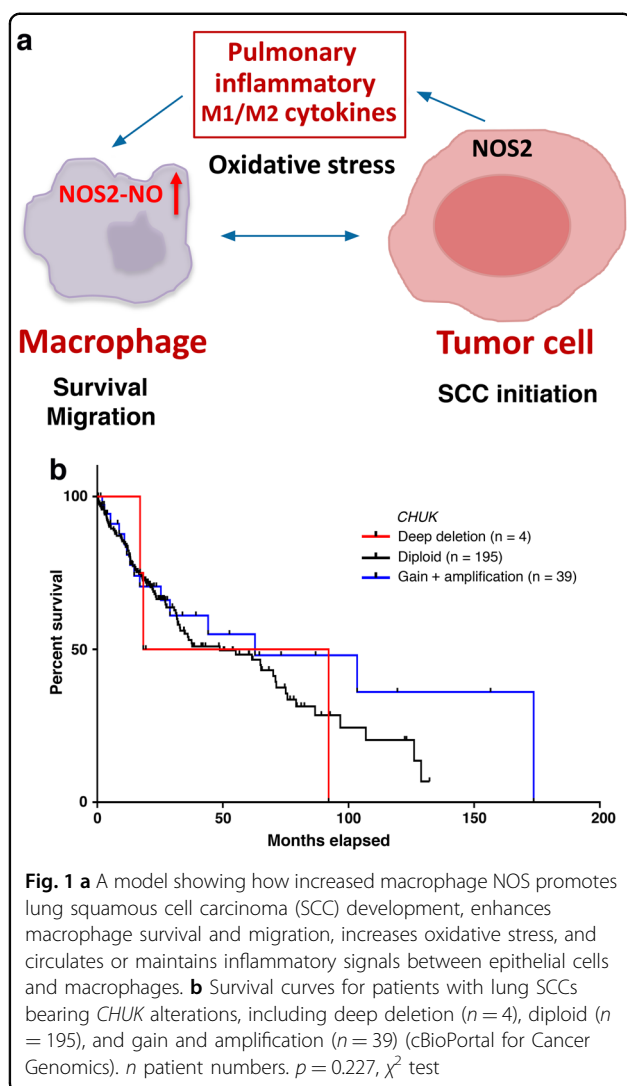 a
Pulmonary
inflammatory
M1/M2 cytokines
Oxidative stress
NOS2
NOS2-NO
Macrophage
Tumor cell
Survival
Migration
SCC initiation
b
100
50
0
Percent survival
CHUK
Deep deletion (n = 4)
Diploid (n = 195)
Gain + amplification (n = 39)
0
50
100
150
200
Months elapsed
Fig. 1 a A model showing how increased macrophage NOS promotes
lung squamous cell carcinoma (SCC) development, enhances
macrophage survival and migration, increases oxidative stress, and
circulates or maintains inflammatory signals between epithelial cells
and macrophages. b Survival curves for patients with lung SCCs
bearing CHUK alterations, including deep deletion (n = 4), diploid (n
= 195), and gain and amplification (n = 39) (cBioPortal for Cancer
Genomics). n patient numbers. p = 0.227, χ² test